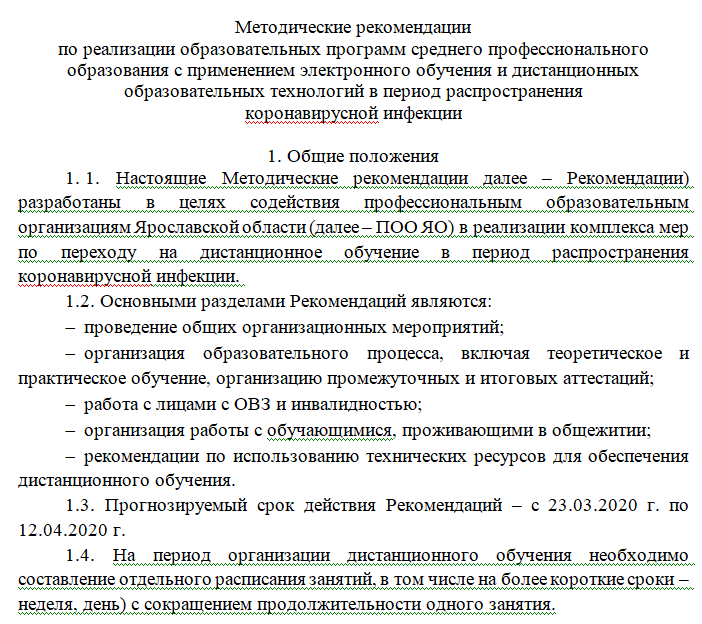 Методические рекомендации
по реализации образовательных программ среднего профессионального
образования с применением электронного обучения и дистанционных
образовательных технологий в период распространения
коронавирусной инфекции
1. Общие положения
1. 1. Настоящие Методические рекомендации далее – Рекомендации)
разработаны в целях содействия профессиональным образовательным
организациям Ярославской области (далее – ПОО ЯО) в реализации комплекса мер
по переходу на дистанционное обучение в период распространения
коронавирусной инфекции.
1.2. Основными разделами Рекомендаций являются:
– проведение общих организационных мероприятий;
– организация образовательного процесса, включая теоретическое и
практическое обучение, организацию промежуточных и итоговых аттестаций;
– работа с лицами с ОВЗ и инвалидностью;
– организация работы с обучающимися, проживающими в общежитии;
– рекомендации по использованию технических ресурсов для обеспечения
дистанционного обучения.
1.3. Прогнозируемый срок действия Рекомендаций – с 23.03.2020 г. по
12.04.2020 г.
1.4. На период организации дистанционного обучения необходимо
составление отдельного расписания занятий, в том числе на более короткие сроки –
неделя, день) с сокращением продолжительности одного занятия.